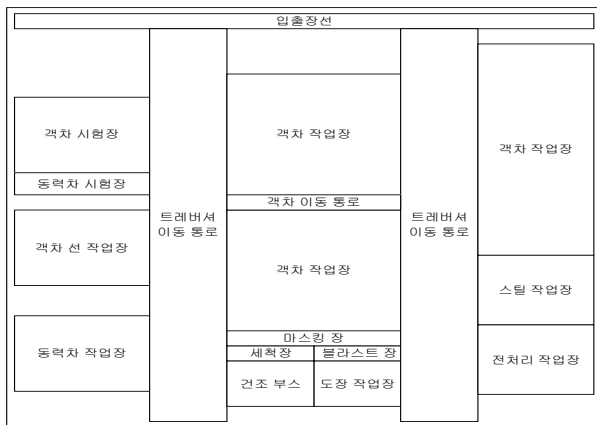 입출장선
객차 시험장
동력차 시험장
객차 선 작업장
동력차 작업장
트레버셔
이동 통로
객차 작업장
객차 이동 통로
객차 작업장
마스킹 장
세척장
블라스트 장
건조 부스
도장 작업장
트레버셔
이동 통로
객차 작업장
스틸 작업장
전처리 작업장